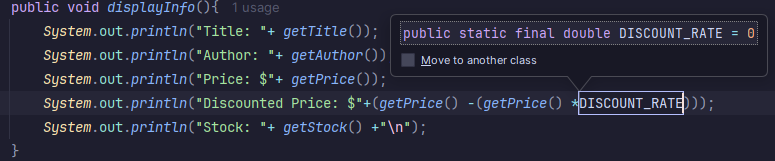 public void displayInfo(){ 1 usage
System.out.println("Title: "+ getTitle());
System.out.println("Author: "+ getAuthor())
System.out.println("Price: $"+ getPrice());
System.out.println("Discounted Price: $"+(getPrice() -(getPrice() *DISCOUNT_RATE)));
System.out.println("Stock: "+ getStock() +"\n");
}
public static final double DISCOUNT_RATE = 0
Move to another class